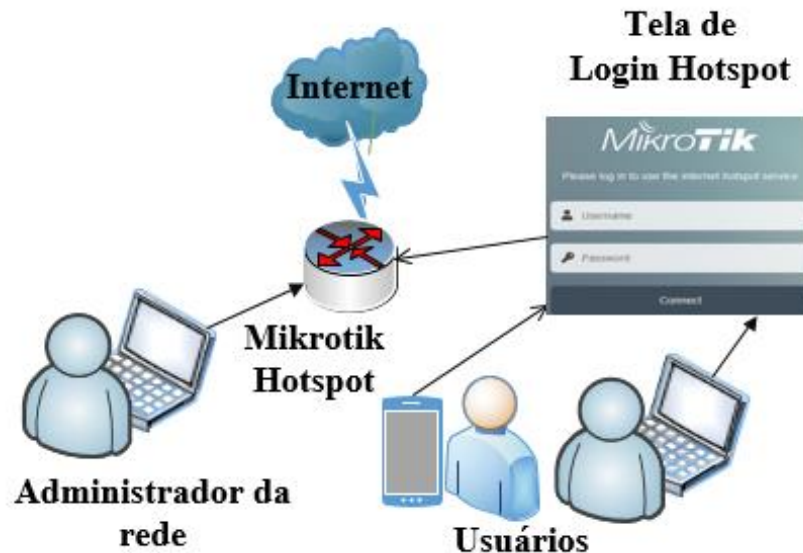 Tela de
Login Hotspot
Internet
MikroTik
Please log in to use the internet hotspot service
Username
Password
Connect
Mikrotik
Hotspot
Administrador da
rede
Usuários